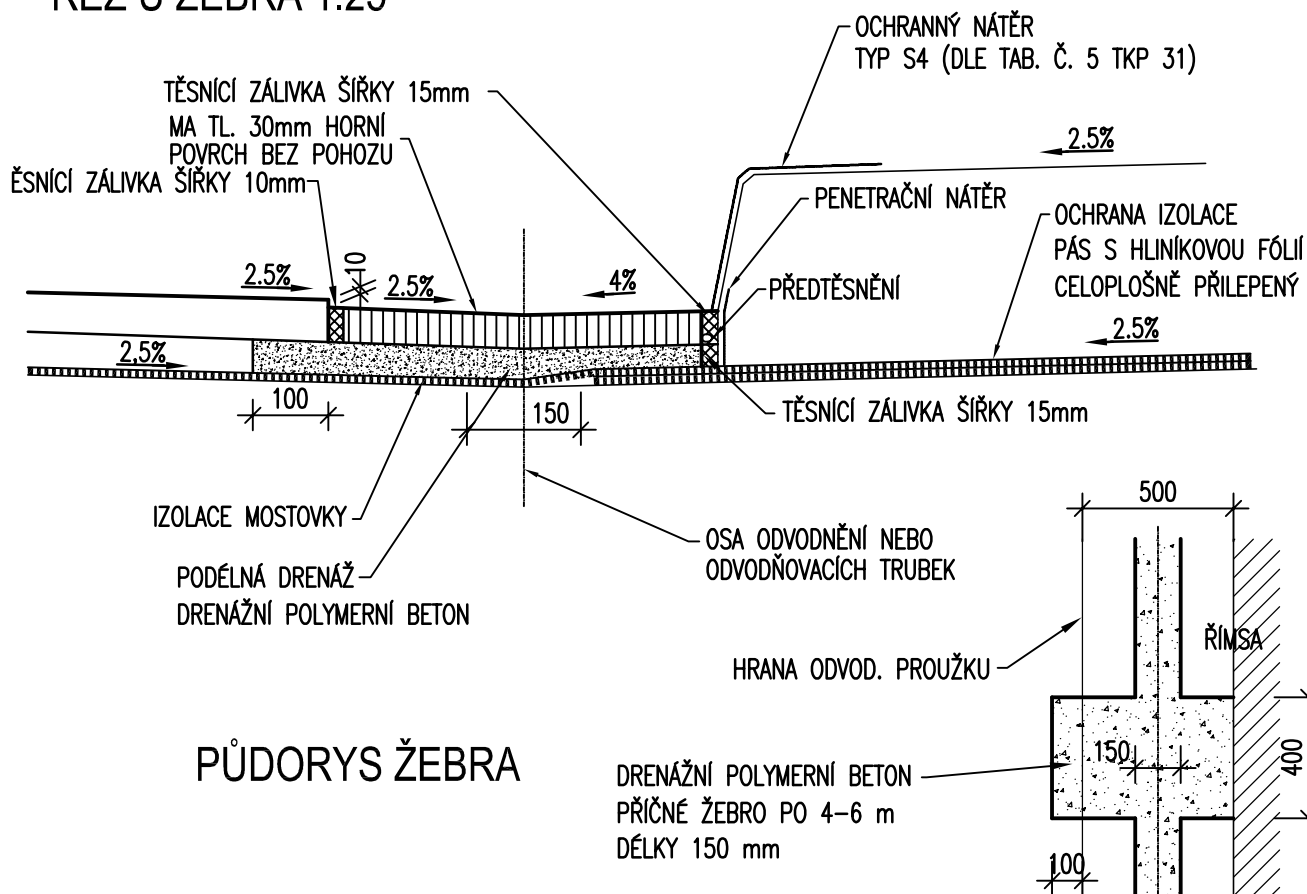 ŘEZ U ŽEBRA 1:25
OCHRANNÝ NÁTĚR
TYP S4 (DLE TAB. Č. 5 TKP 31)
TĚSNÍCÍ ZÁLIVKA ŠÍŘKY 15mm
MA TL. 30mm HORNÍ
POVRCH BEZ POHOZU
ĚSNÍCÍ ZÁLIVKA ŠÍŘKY 10mm
2.5%
PENETRAČNÍ NÁTĚR
OCHRANA IZOLACE
PÁS S HLINÍKOVOU FÓLIÍ
CELOPLOŠNĚ PŘILEPENÝ
10
2.5%
2.5%
4%
PŘEDTĚSNĚNÍ
2.5%
2,5%
100
150
TĚSNÍCÍ ZÁLIVKA ŠÍŘKY 15mm
IZOLACE MOSTOVKY
PODÉLNÁ DRENÁŽ
DRENÁŽNÍ POLYMERNÍ BETON
OSA ODVODNĚNÍ NEBO
ODVODŇOVACÍCH TRUBEK
500
ŘÍMSA
HRANA ODVOD. PROUŽKU
PŮDORYS ŽEBRA
DRENÁŽNÍ POLYMERNÍ BETON
PŘÍČNÉ ŽEBRO PO 4-6 m
DÉLKY 150 mm
150
400
100